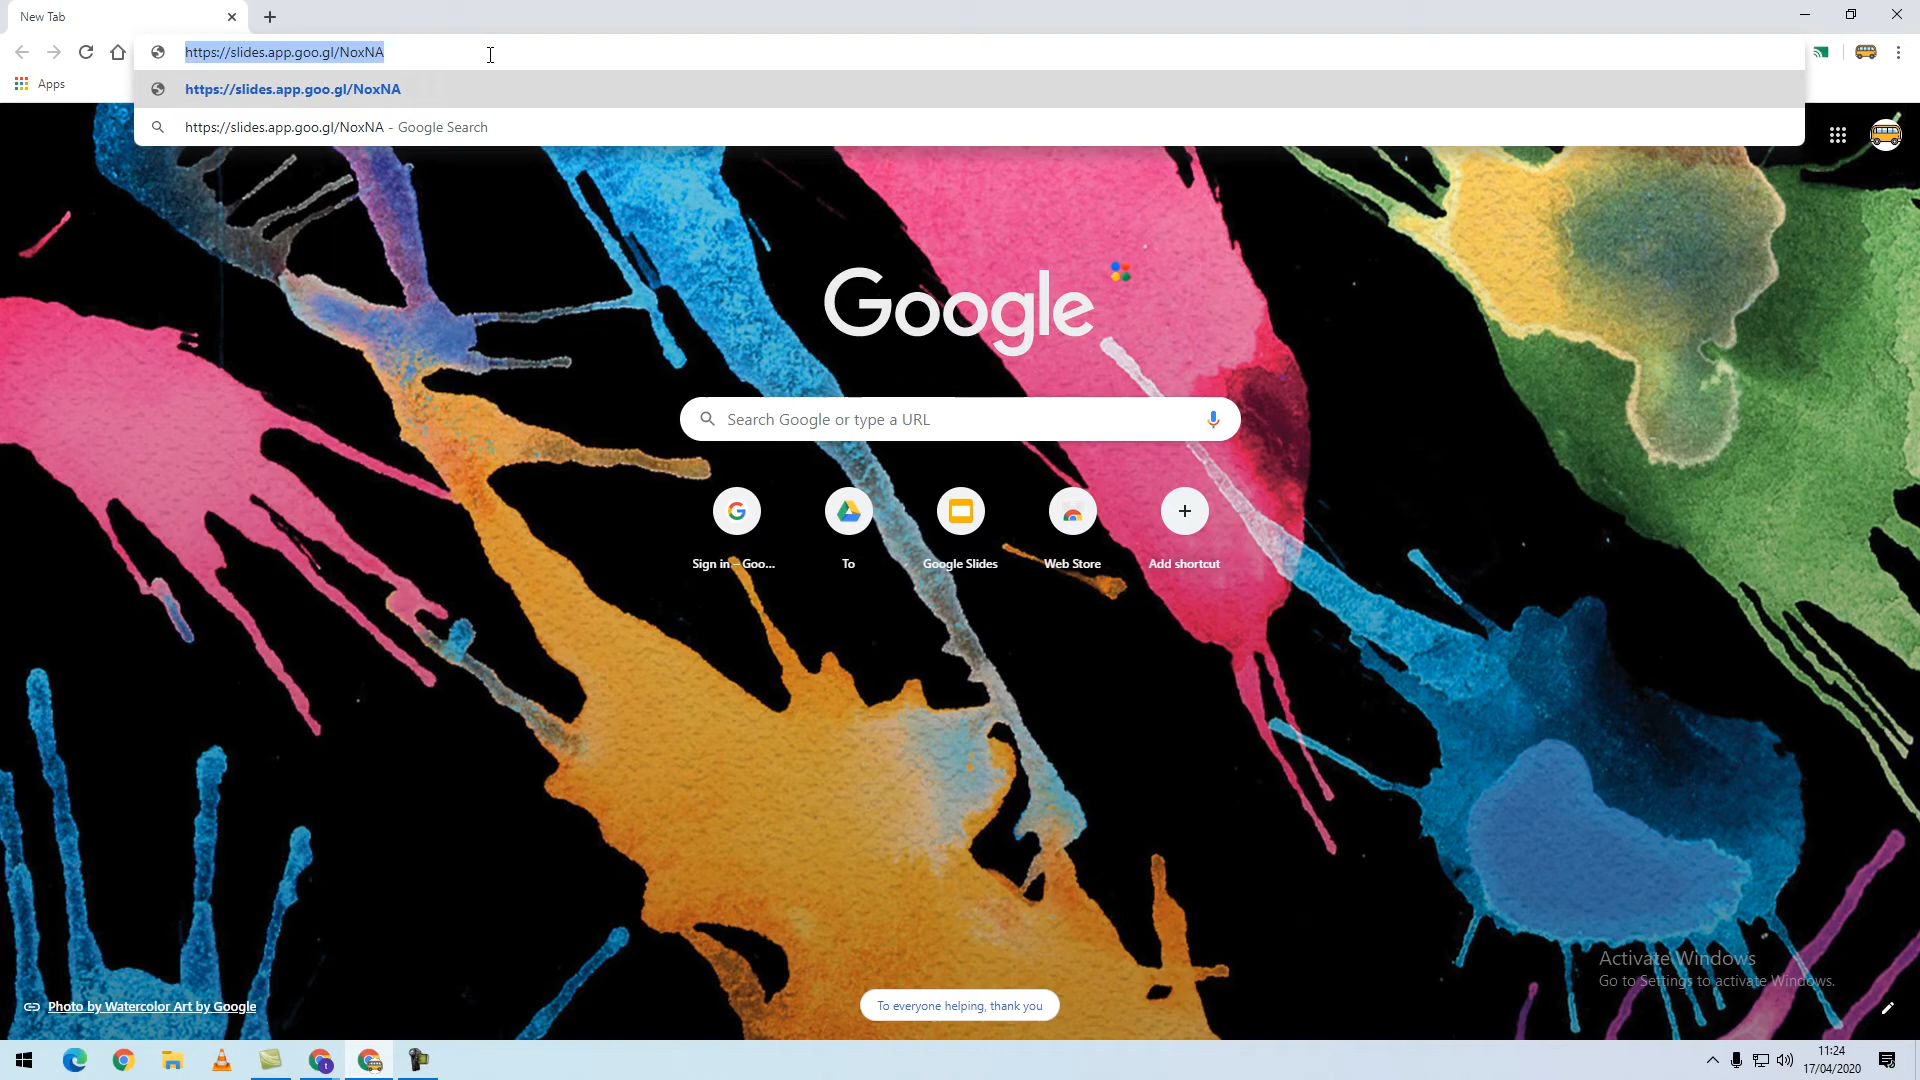 New Tab
https://slides.app.goo.gl/NoxNA
Apps
https://slides.app.goo.gl/NoxNA
https://slides.app.goo.gl/NoxNA - Google Search
Google
Search Google or type a URL
Sign in – Goo...
To
Google Slides
Web Store
Add shortcut
Activate Windows
Go to Settings to activate Windows.
Photo by Watercolor Art by Google
To everyone helping, thank you
t
11:24
17/04/2020